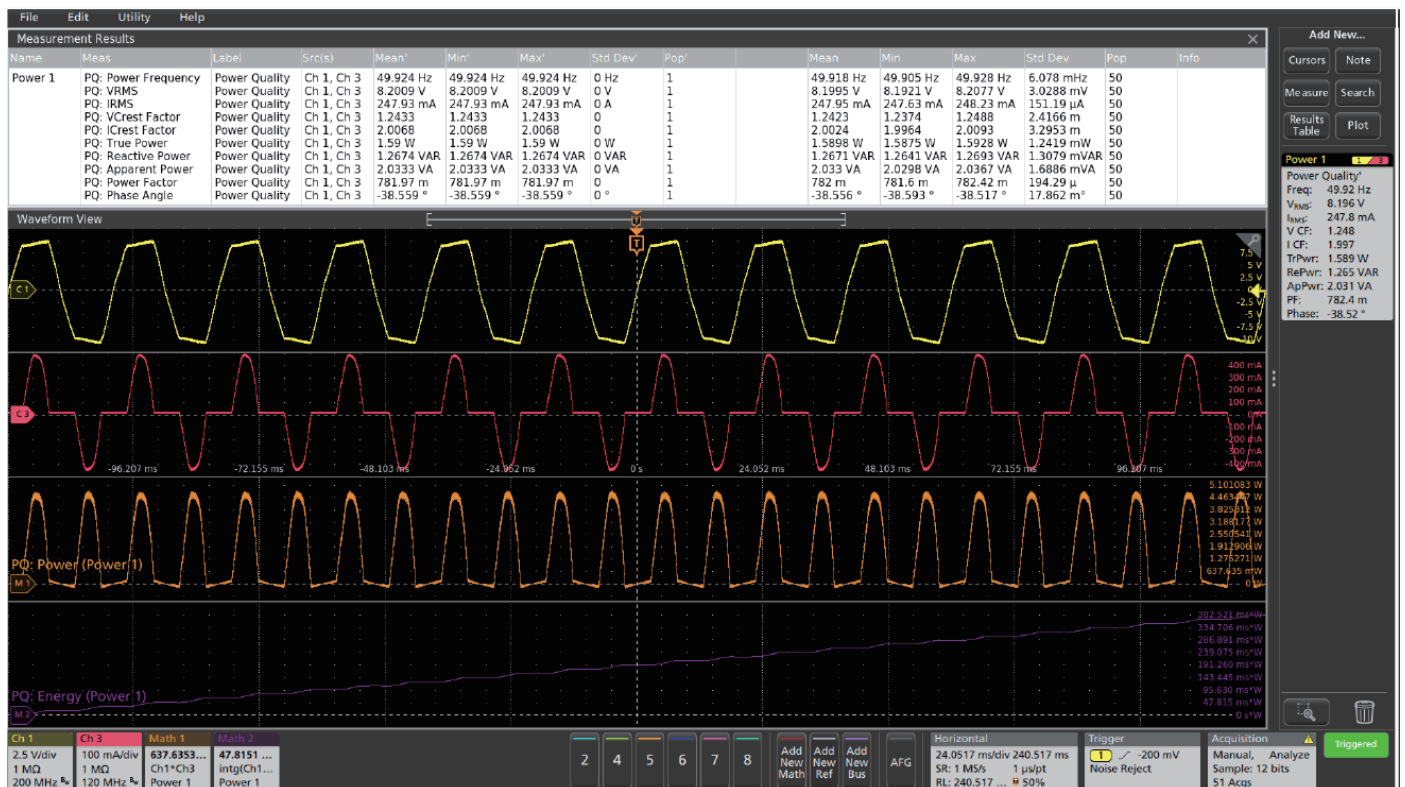 File Edit Utility Help
Measurement Results
Name Meas Label Src(s) Mean' Min' Max' Std Dev' Pop' Mean Min Max Std Dev Pop Info
Power 1 PQ: Power Frequency Power Quality Ch 1, Ch 3 49.924 Hz 49.924 Hz 49.924 Hz 0 Hz 1 49.918 Hz 49.905 Hz 49.928 Hz 6.078 mHz 50
PQ: VRMS Power Quality Ch 1, Ch 3 8.2009 V 8.2009 V 8.2009 V 0 V 1 8.1995 V 8.1921 V 8.2077 V 3.0288 mV 50
PQ: IRMS Power Quality Ch 1, Ch 3 247.93 mA 247.93 mA 247.93 mA 0 A 1 247.95 mA 247.63 mA 248.23 mA 151.19 µA 50
PQ: VCrest Factor Power Quality Ch 1, Ch 3 1.2433 1.2433 1.2433 0 1 1.2423 1.2374 1.2488 2.4166 m 50
PQ: ICrest Factor Power Quality Ch 1, Ch 3 2.0068 2.0068 2.0068 0 1 2.0024 1.9964 2.0093 3.2953 m 50
PQ: True Power Power Quality Ch 1, Ch 3 1.59 W 1.59 W 1.59 W 0 W 1 1.5898 W 1.5875 W 1.5928 W 1.2419 mW 50
PQ: Reactive Power Power Quality Ch 1, Ch 3 1.2674 VAR 1.2674 VAR 1.2674 VAR 0 VAR 1 1.2671 VAR 1.2641 VAR 1.2693 VAR 1.3079 mVAR 50
PQ: Apparent Power Power Quality Ch 1, Ch 3 2.0333 VA 2.0333 VA 2.0333 VA 0 VA 1 2.033 VA 2.0298 VA 2.0367 VA 1.6886 mVA 50
PQ: Power Factor Power Quality Ch 1, Ch 3 781.97 m 781.97 m 781.97 m 0 1 782 m 781.6 m 782.42 m 194.29 µ 50
PQ: Phase Angle Power Quality Ch 1, Ch 3 -38.559 ° -38.559 ° -38.559 ° 0 ° 1 -38.556 ° -38.593 ° -38.517 ° 17.862 m° 50
Waveform View
T
T
7.5
5 V
2.5 V
C1
-2.5 V
-5 V
-7.5
-10 V
400 mA
300 mA
200 mA
100 mA
C3
0 A
-100 mA
-200 mA
-300 mA
-400 mA
-96.207 ms -72.155 ms -48.103 ms -24.052 ms 0 s 24.052 ms 48.103 ms 72.155 ms 96.207 ms
5.101083 W
4.463447 W
3.825812 W
3.188177 W
2.550541 W
1.912906 W
1.275271 W
PQ: Power (Power 1)
637.635 mW
M 1
0 W
382.521 ms*W
334.706 ms*W
286.891 ms*W
239.075 ms*W
191.260 ms*W
143.445 ms*W
PQ: Energy (Power 1)
95.630 ms*W
47.815 ms*W
M 2
0 s*W
Add New...
Cursors Note
Measure Search
Results Table Plot
Power 1 1 3
Power Quality'
Freq: 49.92 Hz
VRMS: 8.196 V
IRMS: 247.8 mA
V CF: 1.248
I CF: 1.997
TrPwr: 1.589 W
RePwr: 1.265 VAR
ApPwr: 2.031 VA
PF: 782.4 m
Phase: -38.52 °
Ch 1
2.5 V/div
1 MΩ
200 MHz Bw
Ch 3
100 mA/div
1 MΩ
120 MHz Bw
Math 1
637.6353...
Ch1*Ch3
Power 1
Math 2
47.8151 ...
intg(Ch1...
Power 1
2 4 5 6 7 8
Add New Math
Add New Ref
Add New Bus
AFG
Horizontal
24.0517 ms/div 240.517 ms
SR: 1 MS/s 1 µs/pt
RL: 240.517 ... 50%
Trigger
1 -200 mV
Noise Reject
Acquisition
Manual, Analyze
Sample: 12 bits
51 Acqs
Triggered